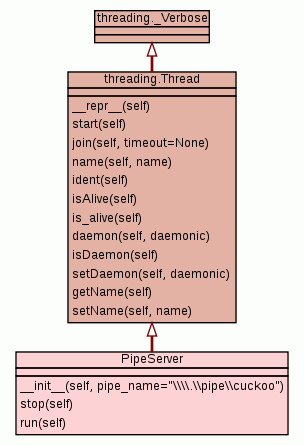 threading._Verbose
threading.Thread
__repr__(self)
start(self)
join(self, timeout=None)
name(self, name)
ident(self)
isAlive(self)
is_alive(self)
daemon(self, daemonic)
isDaemon(self)
setDaemon(self, daemonic)
getName(self)
setName(self, name)
PipeServer
__init__(self, pipe_name="\\\\.\\pipe\\cuckoo")
stop(self)
run(self)